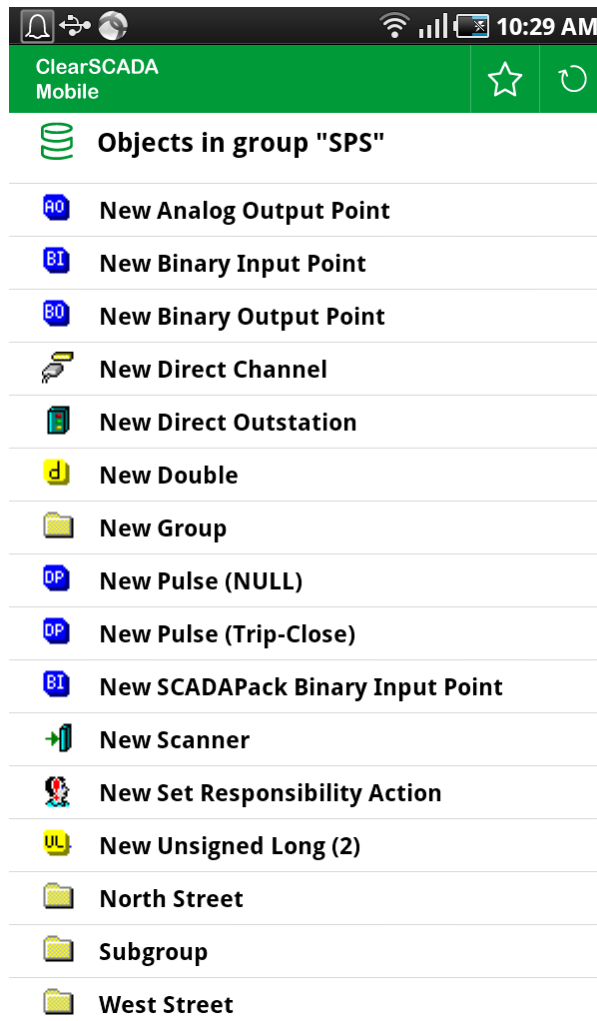 10:29 AM
ClearSCADA
Mobile
Objects in group "SPS"
AO New Analog Output Point
BI New Binary Input Point
BO New Binary Output Point
New Direct Channel
New Direct Outstation
d New Double
New Group
DP New Pulse (NULL)
DP New Pulse (Trip-Close)
BI New SCADAPack Binary Input Point
New Scanner
New Set Responsibility Action
UL New Unsigned Long (2)
North Street
Subgroup
West Street